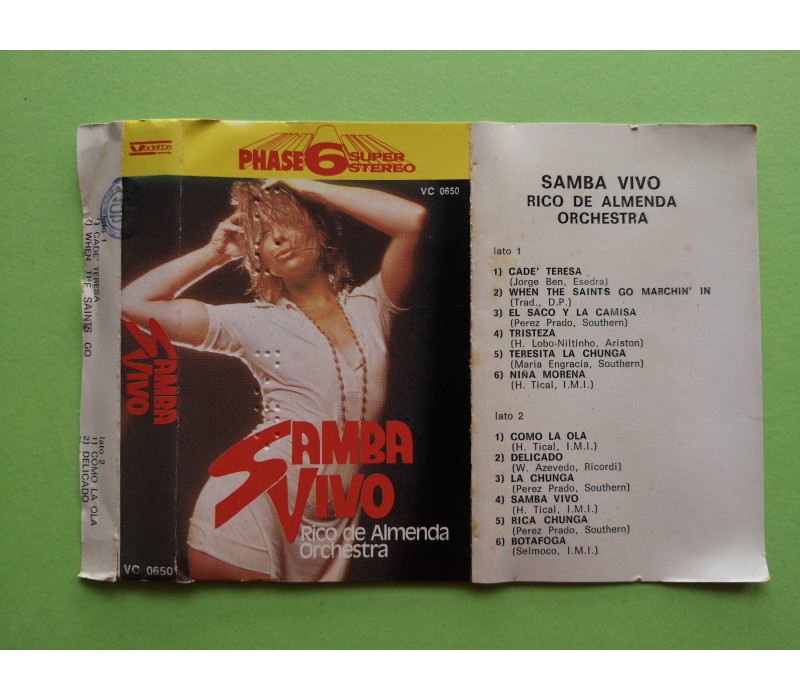 lato 1
1) CADE' TERESA
2) WHEN THE SAINTS GO
lato 2
1) COMO LA OLA
2) DELICADO
Vedette
SAMBA
VIVO
VC 0650
PHASE 6 SUPER
STEREO
VC 0650
SAMBA
VIVO
Rico de Almenda
Orchestra
SAMBA VIVO
RICO DE ALMENDA
ORCHESTRA
lato 1
1) CADE' TERESA
(Jorge Ben, Esedra)
2) WHEN THE SAINTS GO MARCHIN' IN
(Trad., D.P.)
3) EL SACO Y LA CAMISA
(Perez Prado, Southern)
4) TRISTEZA
(H. Lobo-Niltinho, Ariston)
5) TERESITA LA CHUNGA
(Maria Engracia, Southern)
6) NIÑA MORENA
(H. Tical, I.M.I.)
lato 2
1) COMO LA OLA
(H. Tical, I.M.I.)
2) DELICADO
(W. Azevedo, Ricordi)
3) LA CHUNGA
(Perez Prado, Southern)
4) SAMBA VIVO
(H. Tical, I.M.I.)
5) RICA CHUNGA
(Perez Prado, Southern)
6) BOTAFOGA
(Selmoco, I.M.I.)